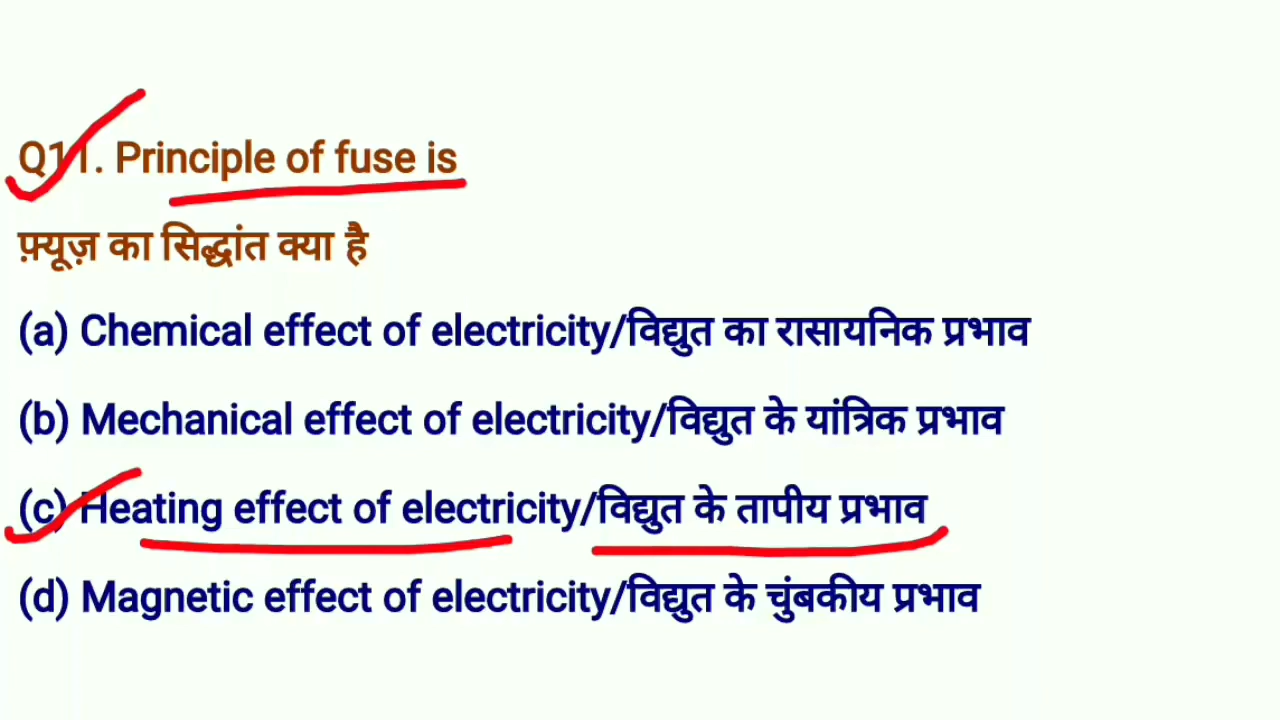 Q11. Principle of fuse is
फ़्यूज़ का सिद्धांत क्या है
(a) Chemical effect of electricity/विद्युत का रासायनिक प्रभाव
(b) Mechanical effect of electricity/विद्युत के यांत्रिक प्रभाव
(c) Heating effect of electricity/विद्युत के तापीय प्रभाव
(d) Magnetic effect of electricity/विद्युत के चुंबकीय प्रभाव